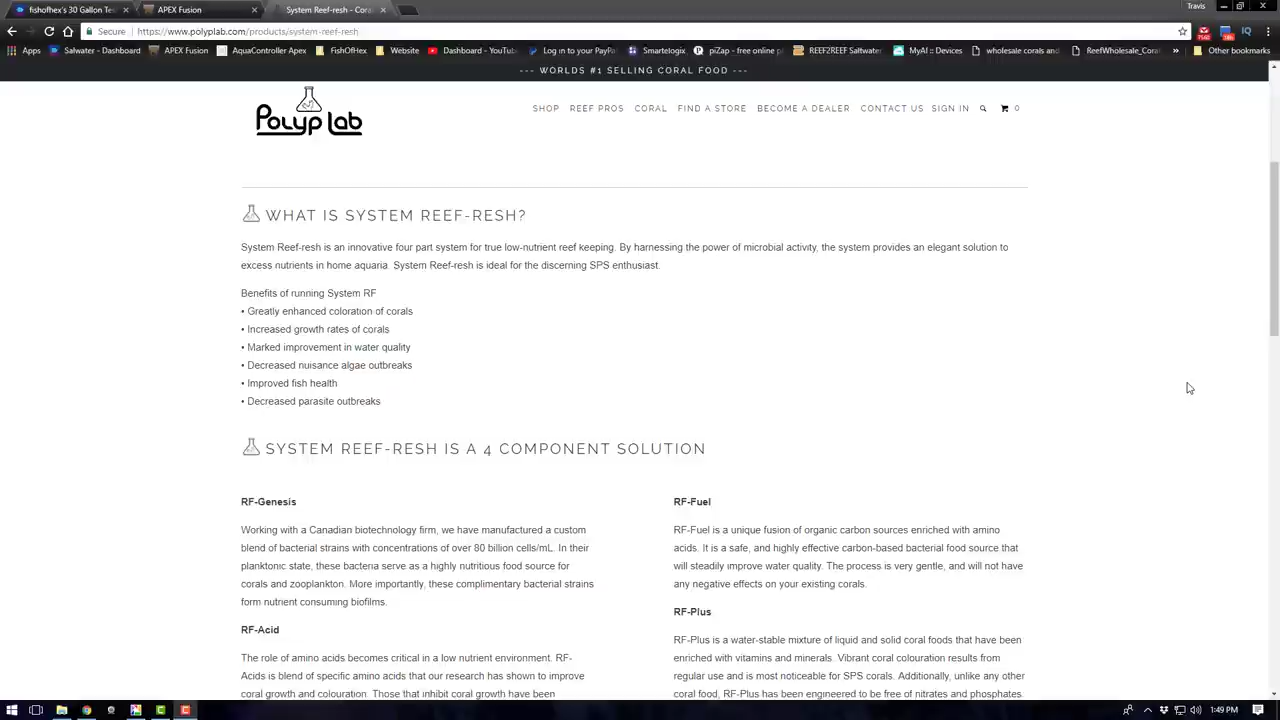 fishofhex's 30 Gallon Te
APEX Fusion
System Reef-resh - Cora
Travis
Secure
https://www.polyplab.com/products/system-reef-resh
Apps
Salwater - Dashboard
APEX Fusion
AquaController Apex
FishOfHex
Website
Dashboard - YouTube
Log in to your PayPa
Smartelogix
piZap - free online p
REEF2REEF Saltwater
MyAI :: Devices
wholesale corals and
ReefWholesale_Cora
Other bookmarks
--- WORLDS #1 SELLING CORAL FOOD ---
Polyp lab
SHOP REEF PROS CORAL FIND A STORE BECOME A DEALER CONTACT US SIGN IN 0
WHAT IS SYSTEM REEF-RESH?
System Reef-resh is an innovative four part system for true low-nutrient reef keeping. By harnessing the power of microbial activity, the system provides an elegant solution to
excess nutrients in home aquaria. System Reef-resh is ideal for the discerning SPS enthusiast.
Benefits of running System RF
• Greatly enhanced coloration of corals
• Increased growth rates of corals
• Marked improvement in water quality
• Decreased nuisance algae outbreaks
• Improved fish health
• Decreased parasite outbreaks
SYSTEM REEF-RESH IS A 4 COMPONENT SOLUTION
RF-Genesis
Working with a Canadian biotechnology firm, we have manufactured a custom
blend of bacterial strains with concentrations of over 80 billion cells/mL. In their
planktonic state, these bacteria serve as a highly nutritious food source for
corals and zooplankton. More importantly, these complimentary bacterial strains
form nutrient consuming biofilms.
RF-Acid
The role of amino acids becomes critical in a low nutrient environment. RF-
Acids is blend of specific amino acids that our research has shown to improve
coral growth and colouration. Those that inhibit coral growth have been
RF-Fuel
RF-Fuel is a unique fusion of organic carbon sources enriched with amino
acids. It is a safe, and highly effective carbon-based bacterial food source that
will steadily improve water quality. The process is very gentle, and will not have
any negative effects on your existing corals.
RF-Plus
RF-Plus is a water-stable mixture of liquid and solid coral foods that have been
enriched with vitamins and minerals. Vibrant coral colouration results from
regular use and is most noticeable for SPS corals. Additionally, unlike any other
coral food, RF-Plus has been engineered to be free of nitrates and phosphates.
1:49 PM